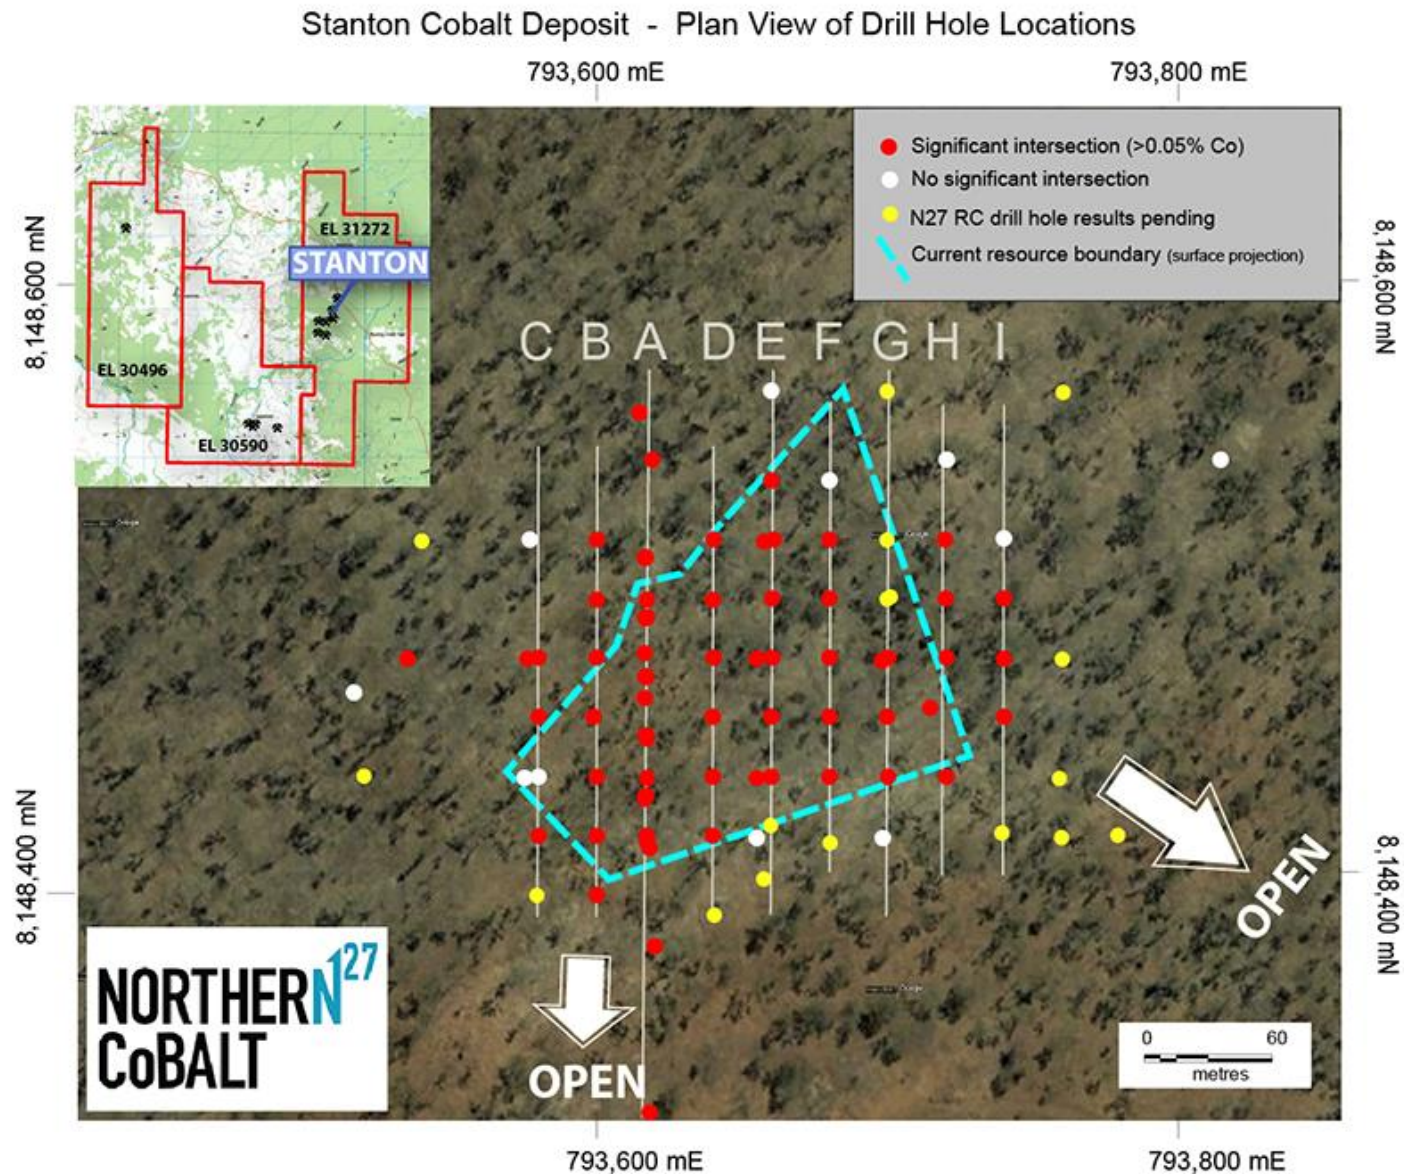 Stanton Cobalt Deposit - Plan View of Drill Hole Locations
793,600 mE
793,800 mE
EL 31272
STANTON
EL 30496
EL 30590
Significant intersection (>0.05% Co)
No significant intersection
N27 RC drill hole results pending
Current resource boundary (surface projection)
8,148,600 mN
8,148,600 mN
C B A D E F G H I
8,148,400 mN
8,148,400 mN
OPEN
OPEN
NORTHERN27
CoBALT
0 60
metres
793,600 mE
793,800 mE